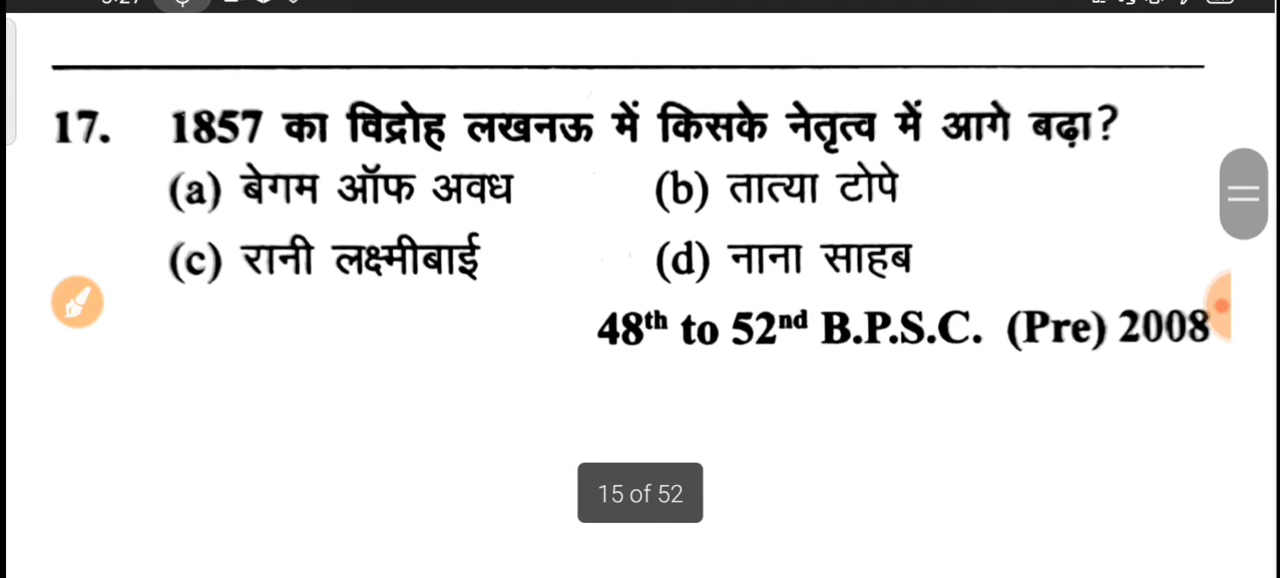 17. 1857 का विद्रोह लखनऊ में किसके नेतृत्व में आगे बढ़ा?
(a) बेगम ऑफ अवध (b) तात्या टोपे
(c) रानी लक्ष्मीबाई (d) नाना साहब
48th to 52nd B.P.S.C. (Pre) 2008
15 of 52